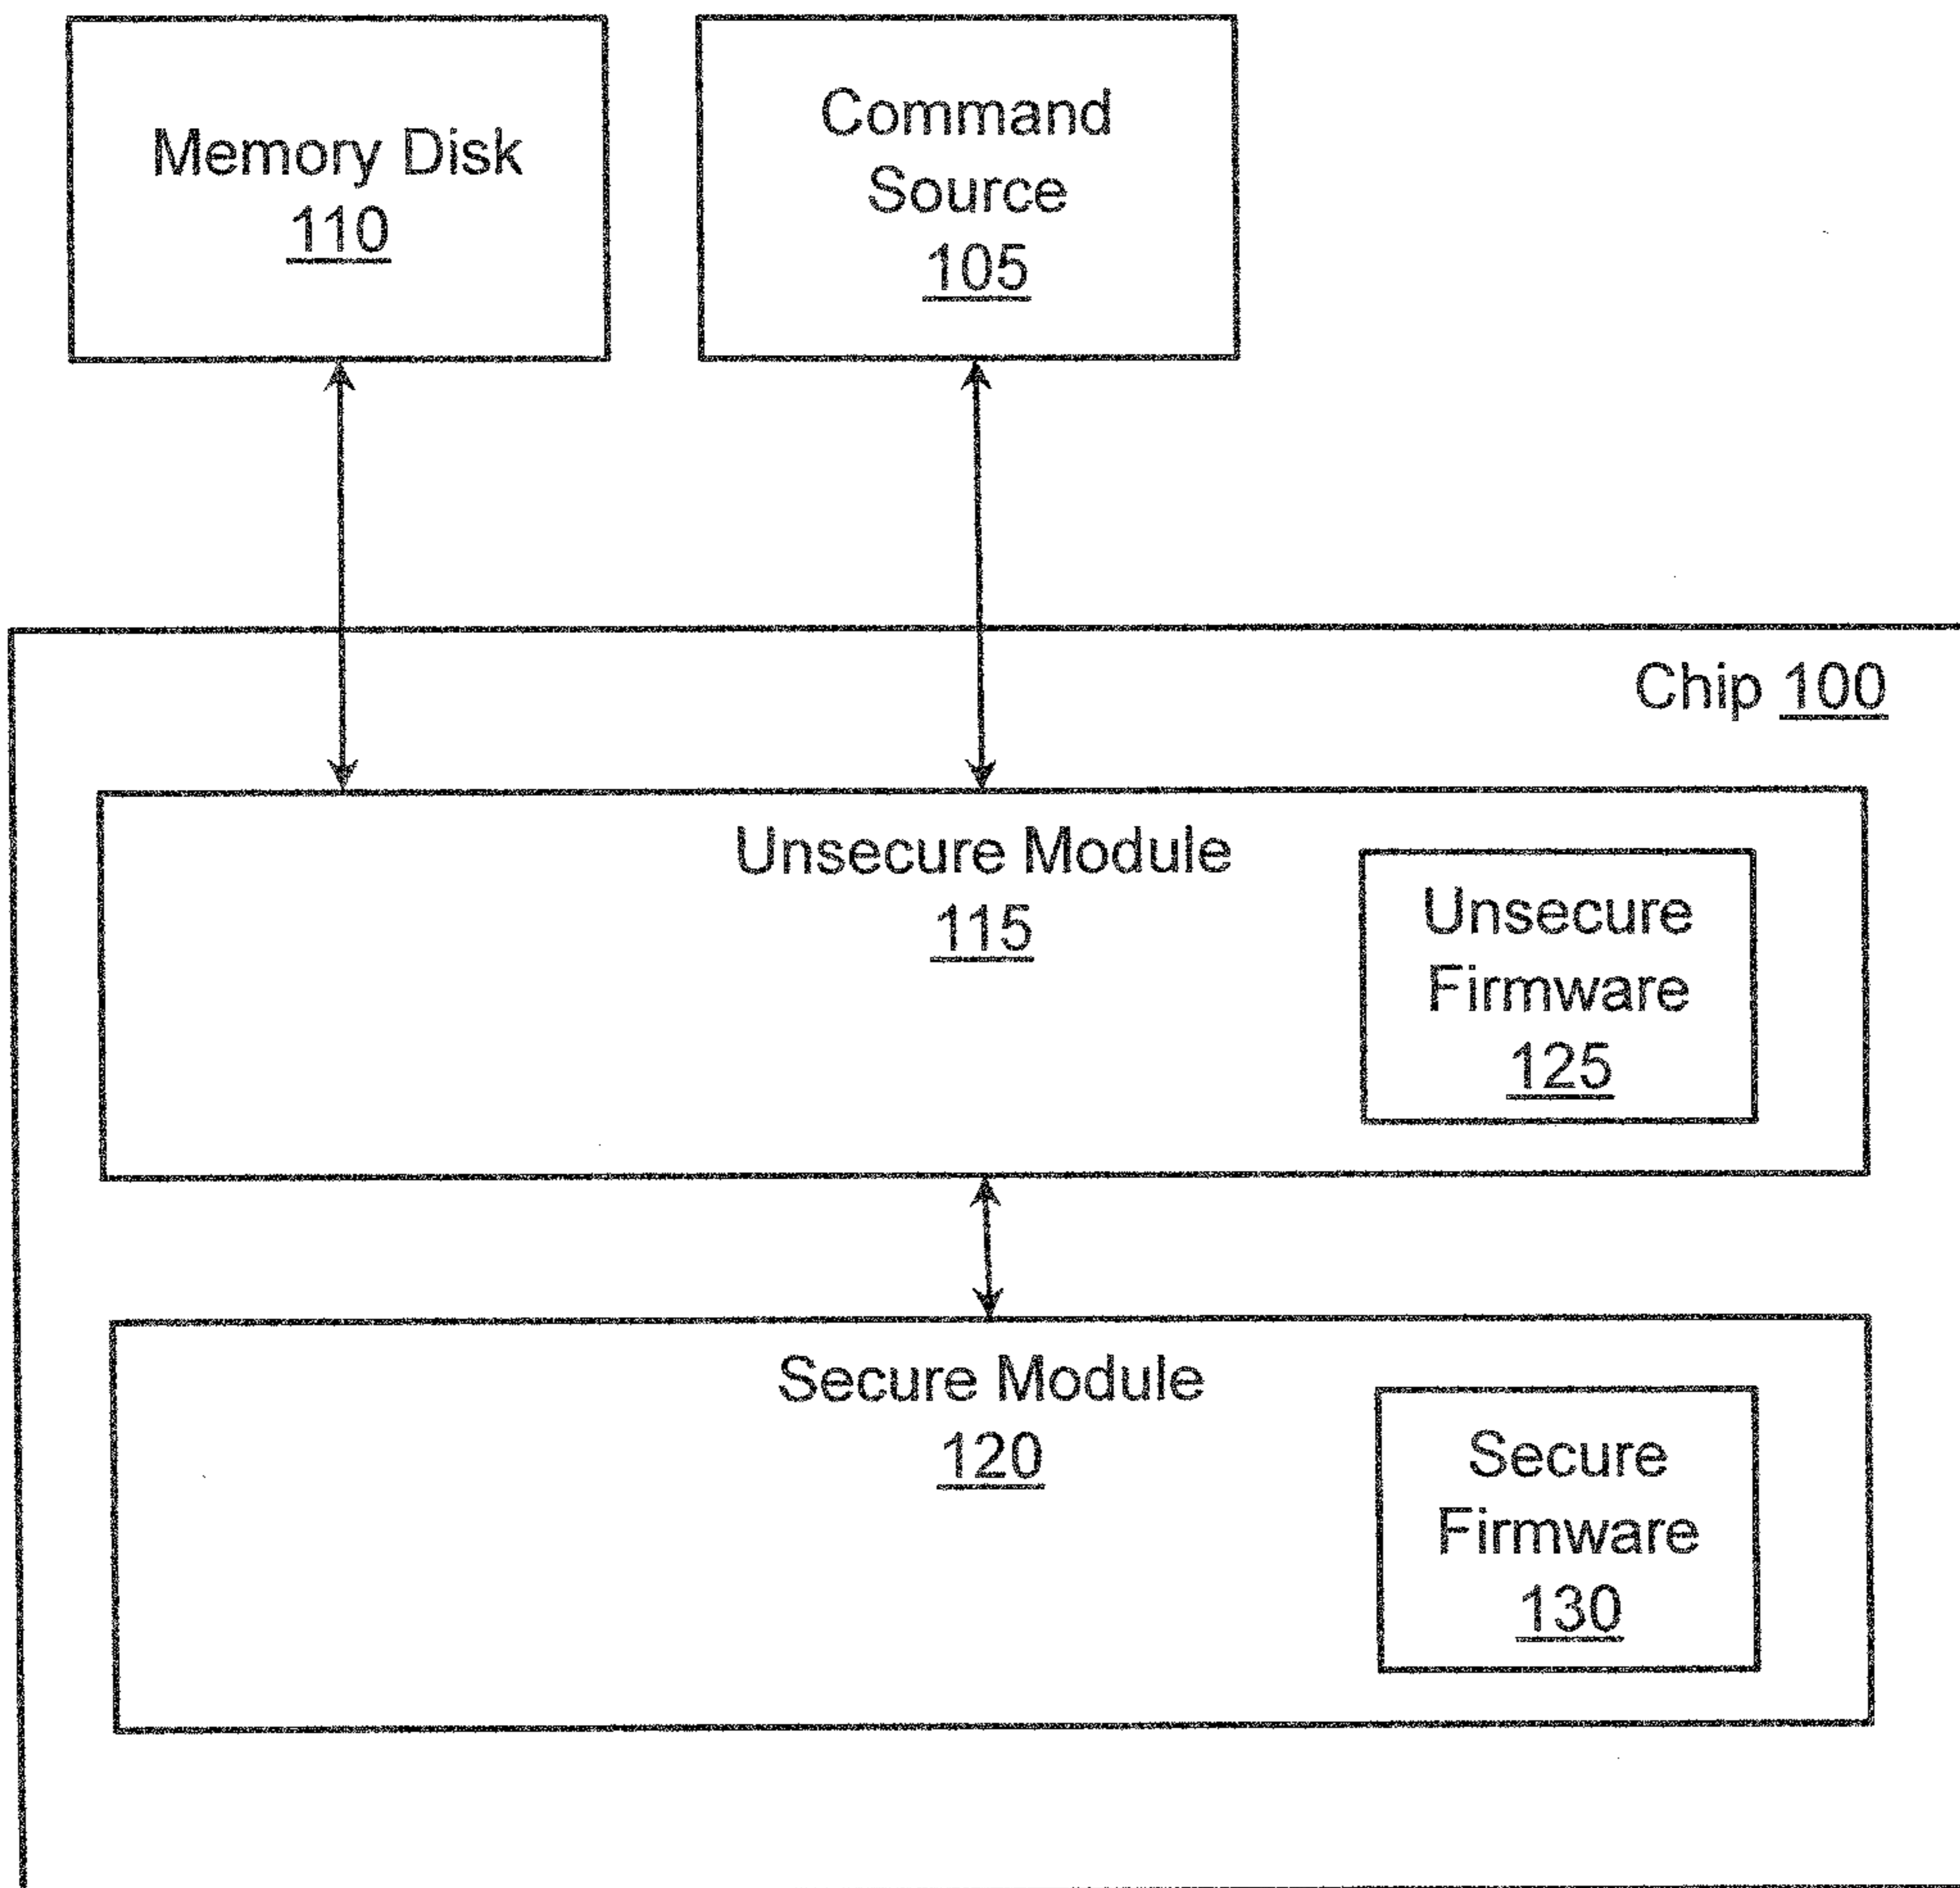 Memory Disk
110
Command
Source
105
Chip 100
Unsecure Module
115
Unsecure
Firmware
125
Secure Module
120
Secure
Firmware
130